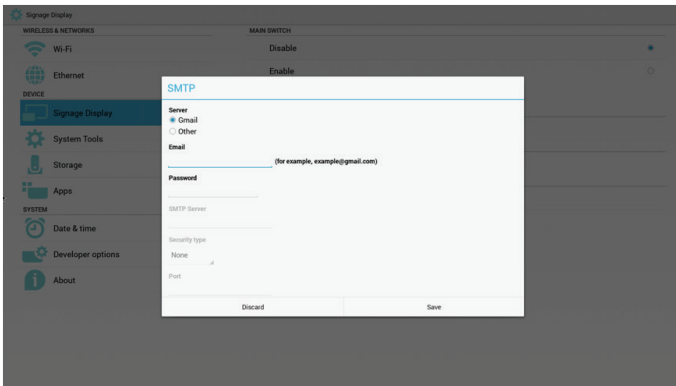 Signage Display
WIRELESS & NETWORKS
Wi-Fi
Ethernet
DEVICE
Signage Display
System Tools
Storage
Apps
SYSTEM
Date & time
Developer options
About
MAIN SWITCH
Disable
Enable
SMTP
Server
Gmail
Other
Email
(for example, example@gmail.com)
Password
SMTP Server
Security type
None
Port
Discard
Save